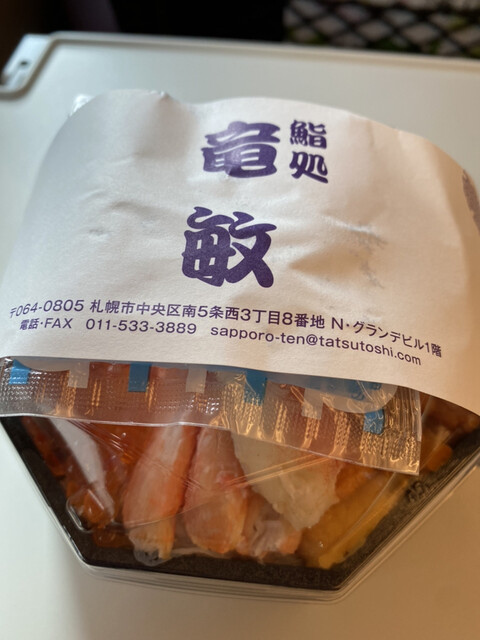 鮨処
竜敏
〒064-0805 札幌市中央区南5条西3丁目8番地 N・グランデビル1階
電話・FAX 011-533-3889 sapporo-ten@tatsutoshi.com